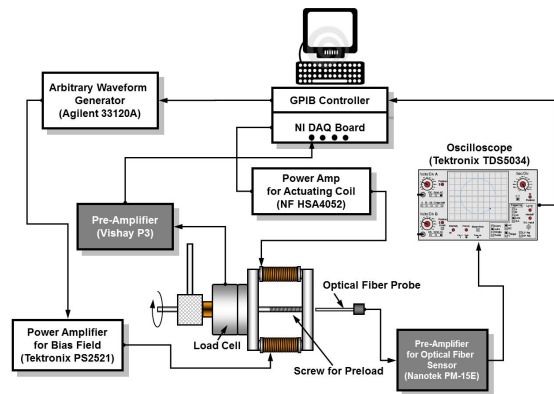 Arbitrary Waveform
Generator
(Agilent 33120A)
GPIB Controller
NI DAQ Board
Oscilloscope
(Tektronix TDS5034)
Power Amp
for Actuating Coil
(NF HSA4052)
Pre-Amplifier
(Vishay P3)
Optical Fiber Probe
Load Cell
Screw for Preload
Power Amplifier
for Bias Field
(Tektronix PS2521)
Pre-Amplifier
for Optical Fiber
Sensor
(Nanotek PM-15E)